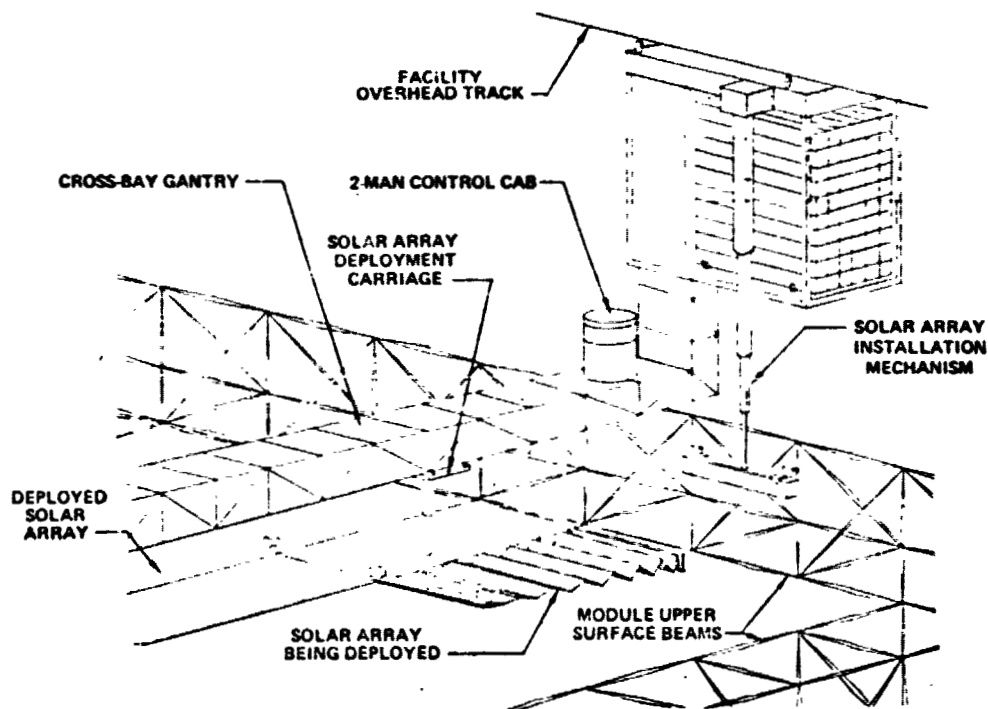 FACILITY
OVERHEAD TRACK
CROSS-BAY GANTRY
2-MAN CONTROL CAB
SOLAR ARRAY
DEPLOYMENT
CARRIAGE
SOLAR ARRAY
INSTALLATION
MECHANISM
DEPLOYED
SOLAR
ARRAY
MODULE UPPER
SURFACE BEAMS
SOLAR ARRAY
BEING DEPLOYED